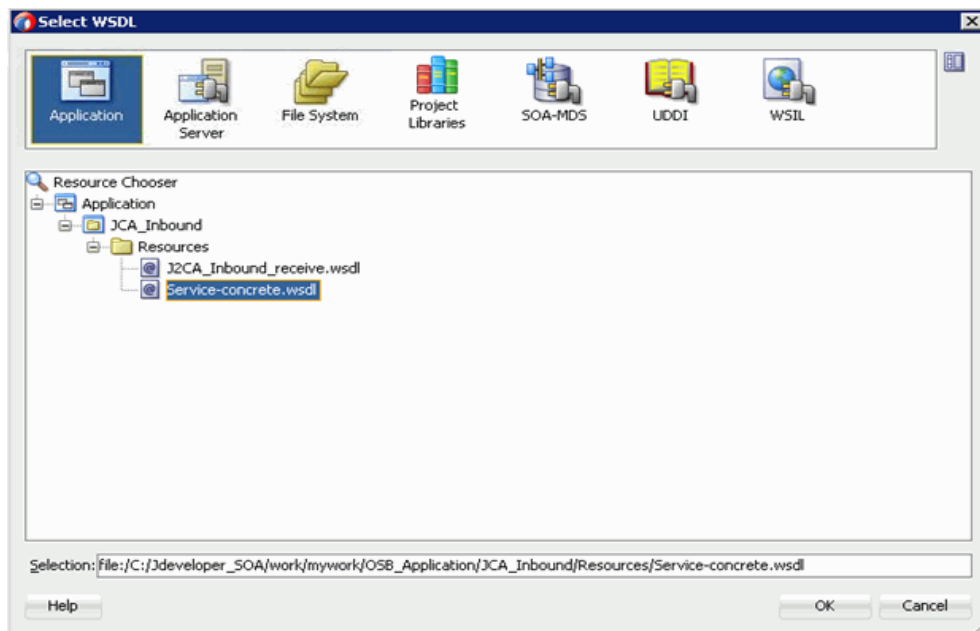 Select WSDL
Application
Application Server
File System
Project Libraries
SOA-MDS
UDDI
WSIL
Resource Chooser
Application
JCA_Inbound
Resources
J2CA_Inbound_receive.wsdl
Service-concrete.wsdl
Selection: file:/C:/Jdeveloper_SOA/work/mywork/OSB_Application/JCA_Inbound/Resources/Service-concrete.wsdl
Help OK Cancel